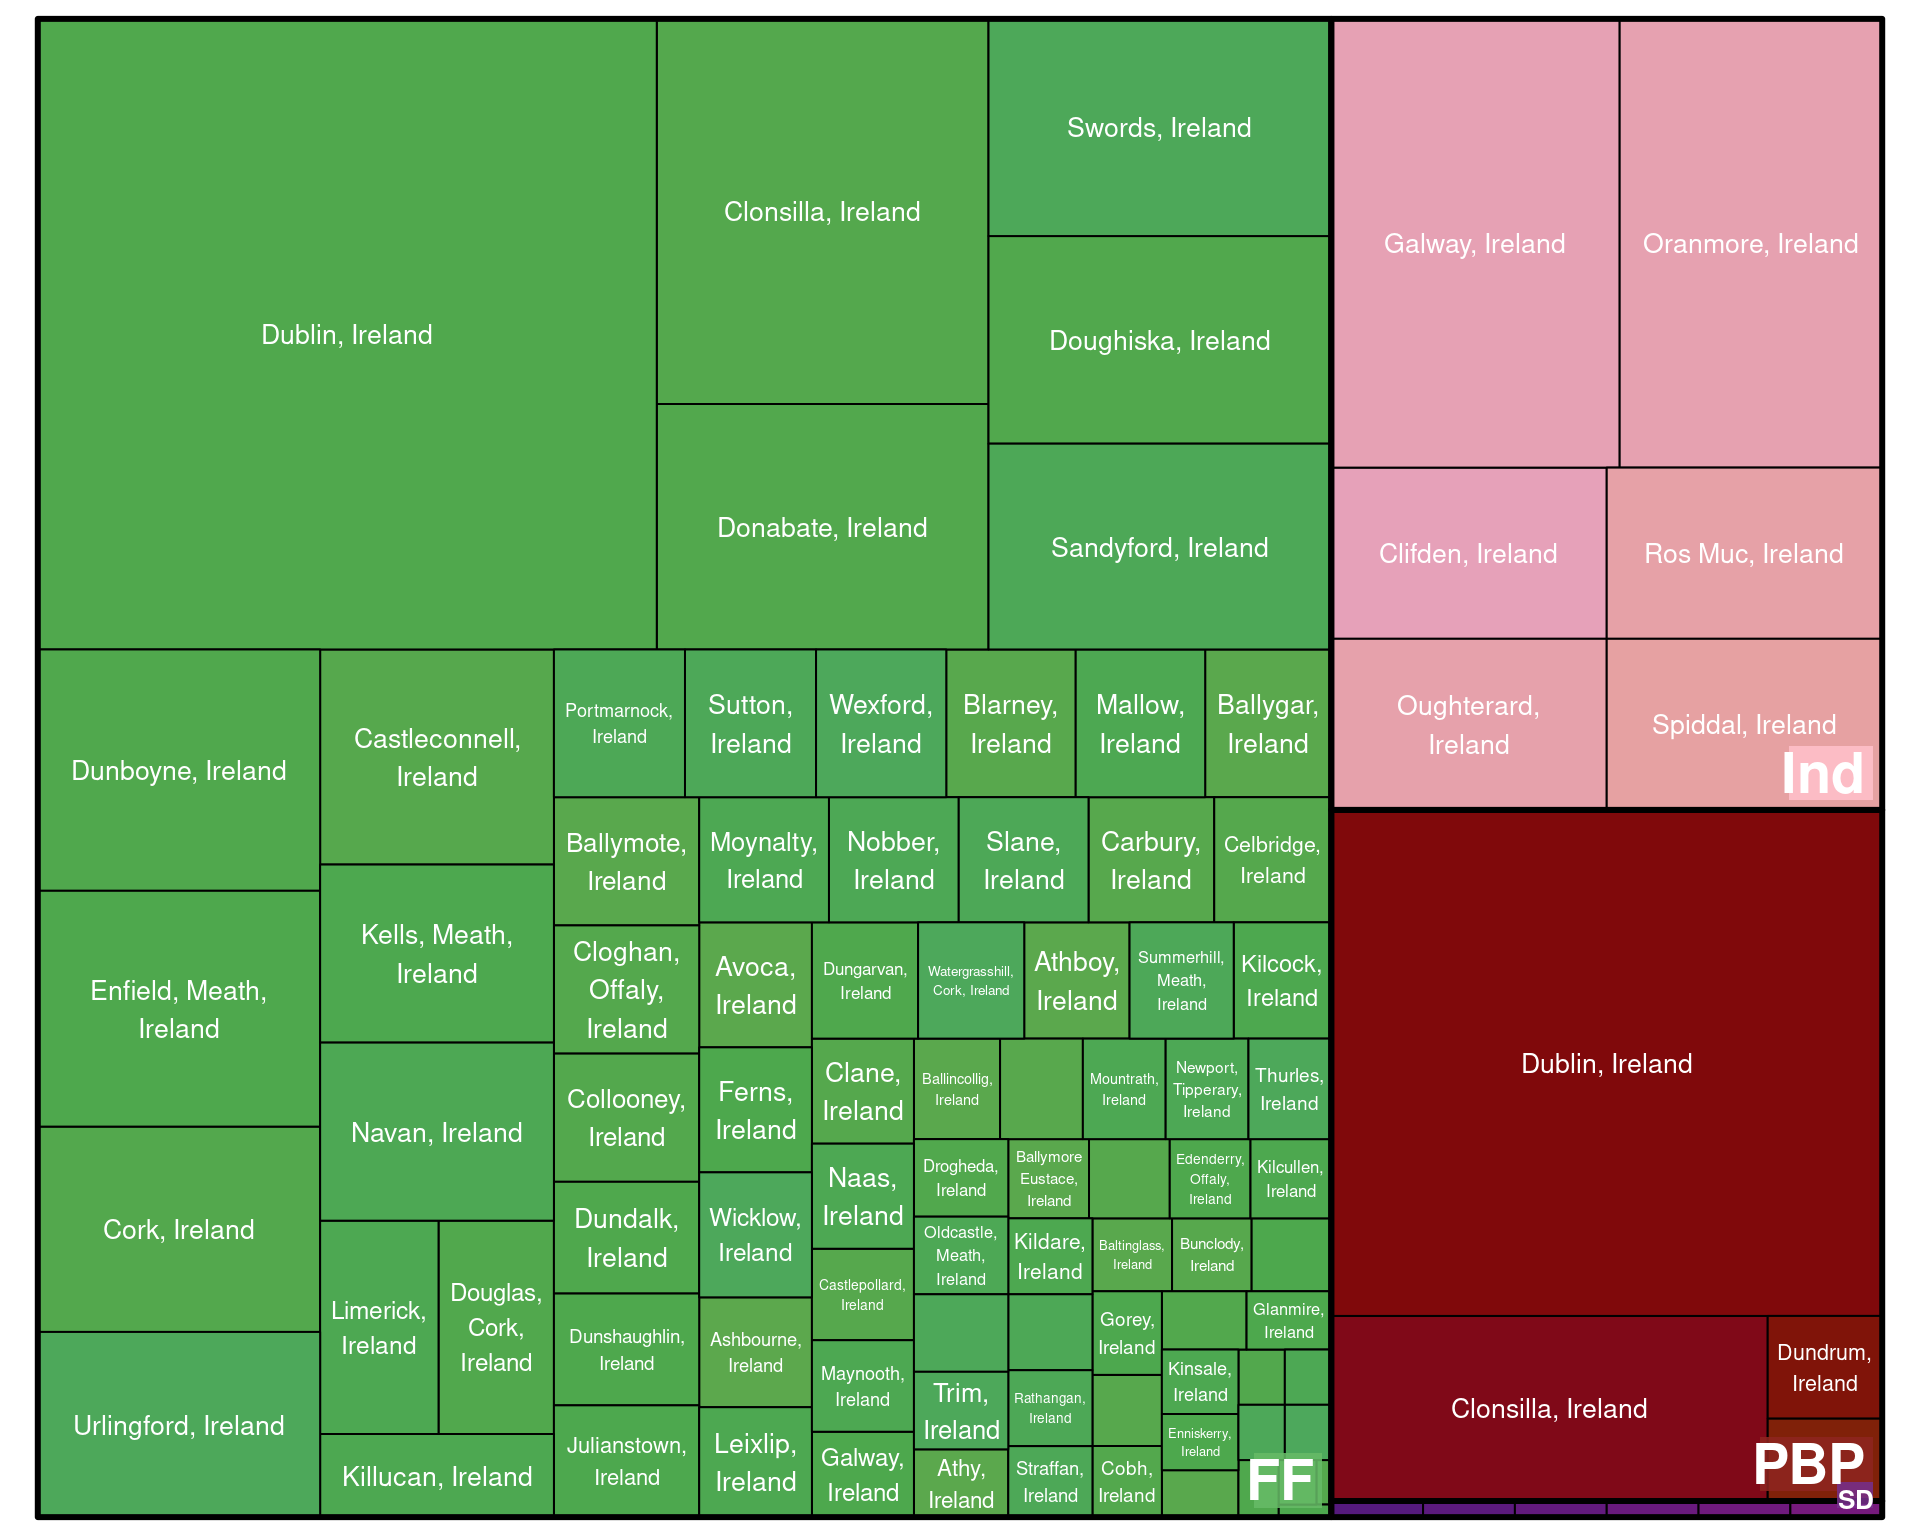 Dublin, Ireland
Clonsilla, Ireland
Donabate, Ireland
Swords, Ireland
Doughiska, Ireland
Sandyford, Ireland
Dunboyne, Ireland
Enfield, Meath,
Ireland
Cork, Ireland
Urlingford, Ireland
Castleconnell,
Ireland
Kells, Meath,
Ireland
Navan, Ireland
Limerick,
Ireland
Douglas,
Cork,
Ireland
Killucan, Ireland
Portmarnock,
Ireland
Sutton,
Ireland
Wexford,
Ireland
Blarney,
Ireland
Mallow,
Ireland
Ballygar,
Ireland
Ballymote,
Ireland
Cloghan,
Offaly,
Ireland
Collooney,
Ireland
Dundalk,
Ireland
Dunshaughlin,
Ireland
Julianstown,
Ireland
Moynalty,
Ireland
Nobber,
Ireland
Slane,
Ireland
Carbury,
Ireland
Celbridge,
Ireland
Avoca,
Ireland
Ferns,
Ireland
Wicklow,
Ireland
Ashbourne,
Ireland
Leixlip,
Ireland
Dungarvan,
Ireland
Watergrasshill,
Cork, Ireland
Athboy,
Ireland
Summerhill,
Meath,
Ireland
Kilcock,
Ireland
Clane,
Ireland
Naas,
Ireland
Castlepollard,
Ireland
Maynooth,
Ireland
Galway,
Ireland
Ballincollig,
Ireland
Mountrath,
Ireland
Newport,
Tipperary,
Ireland
Thurles,
Ireland
Drogheda,
Ireland
Oldcastle,
Meath,
Ireland
Trim,
Ireland
Athy,
Ireland
Ballymore
Eustace,
Ireland
Edenderry,
Offaly,
Ireland
Kilcullen,
Ireland
Kildare,
Ireland
Rathangan,
Ireland
Straffan,
Ireland
Baltinglass,
Ireland
Bunclody,
Ireland
Gorey,
Ireland
Cobh,
Ireland
Glanmire,
Ireland
Kinsale,
Ireland
Enniskerry,
Ireland
FF
Galway, Ireland
Oranmore, Ireland
Clifden, Ireland
Ros Muc, Ireland
Oughterard,
Ireland
Spiddal, Ireland
Ind
Dublin, Ireland
Clonsilla, Ireland
Dundrum,
Ireland
PBP
SD